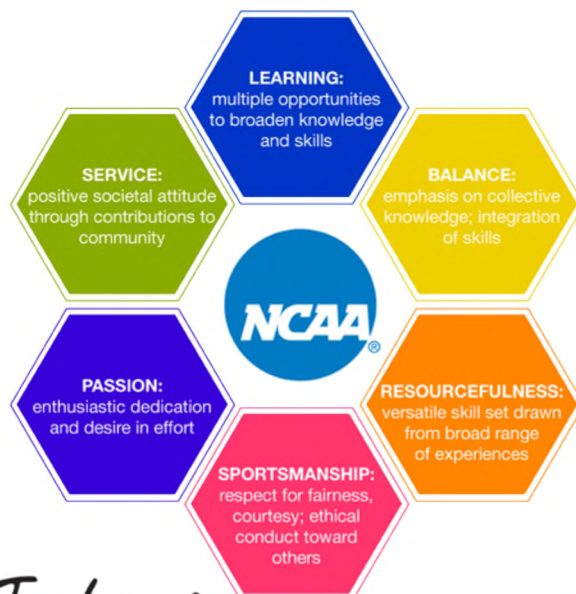 LEARNING:
multiple opportunities
to broaden knowledge
and skills
SERVICE:
positive societal attitude
through contributions to
community
BALANCE:
emphasis on collective
knowledge; integration
of skills
NCAA®
PASSION:
enthusiastic dedication
and desire in effort
RESOURCEFULNESS:
versatile skill set drawn
from broad range
of experiences
SPORTSMANSHIP:
respect for fairness,
courtesy; ethical
conduct toward
others